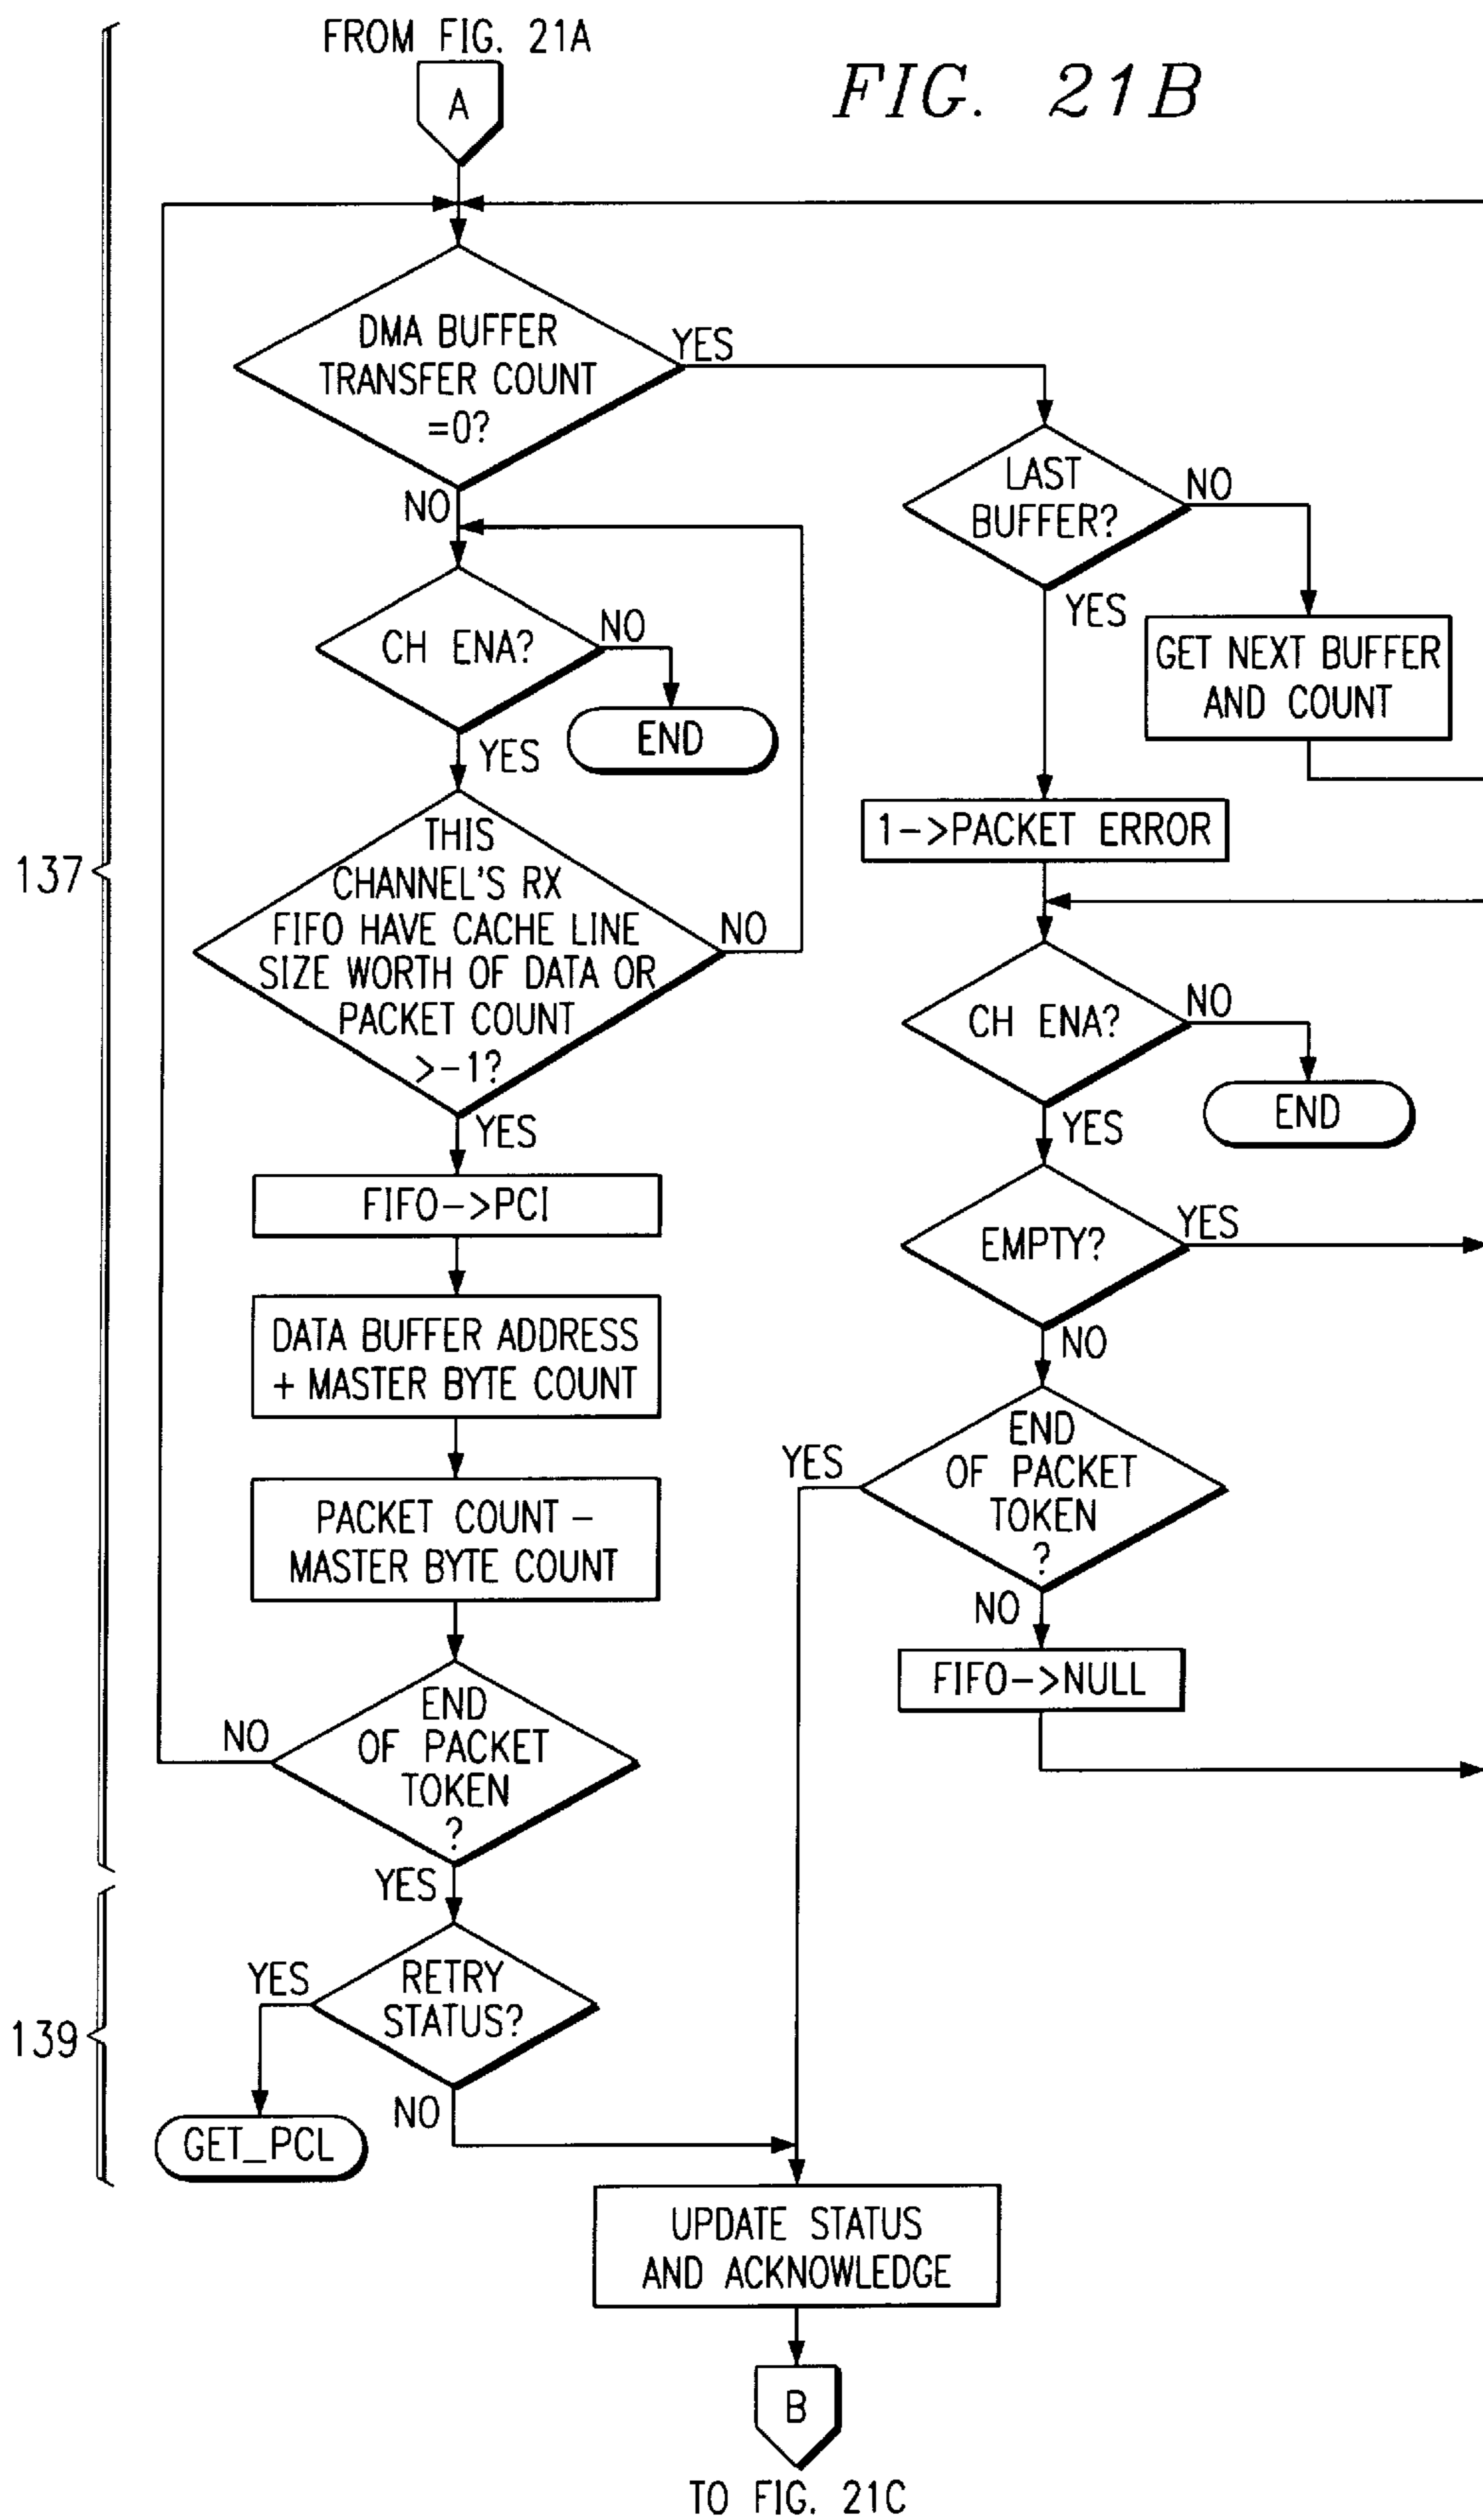 FROM FIG. 21A
FIG. 21B
A
DMA BUFFER
TRANSFER COUNT
=0?
YES
NO
LAST
BUFFER?
NO
YES
GET NEXT BUFFER
AND COUNT
CH ENA?
NO
END
YES
1->PACKET ERROR
THIS
CHANNEL'S RX
FIFO HAVE CACHE LINE
SIZE WORTH OF DATA OR
PACKET COUNT
>-1?
NO
YES
137
CH ENA?
NO
END
YES
FIFO->PCI
EMPTY?
YES
NO
DATA BUFFER ADDRESS
+ MASTER BYTE COUNT
END
OF PACKET
TOKEN
?
YES
NO
PACKET COUNT -
MASTER BYTE COUNT
FIFO->NULL
END
OF PACKET
TOKEN
?
NO
YES
139
RETRY
STATUS?
YES
NO
GET_PCL
UPDATE STATUS
AND ACKNOWLEDGE
B
TO FIG. 21C